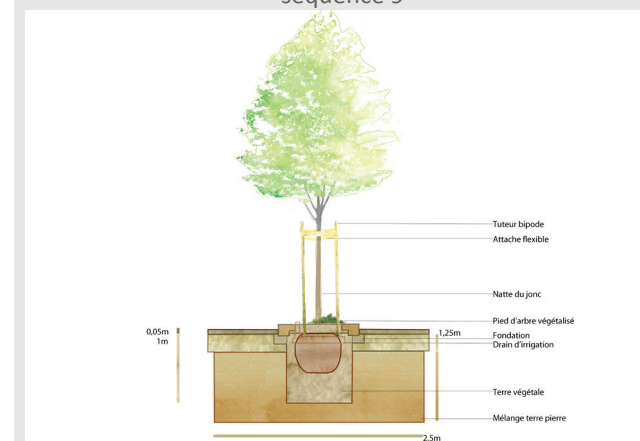 séquence 5
Tuteur bipode
Attache flexible
Natte du jonc
Pied d'arbre végétalisé
0,05m
1,25m
Fondation
1m
Drain d'irrigation
Terre végétale
Mélange terre pierre
2.5m